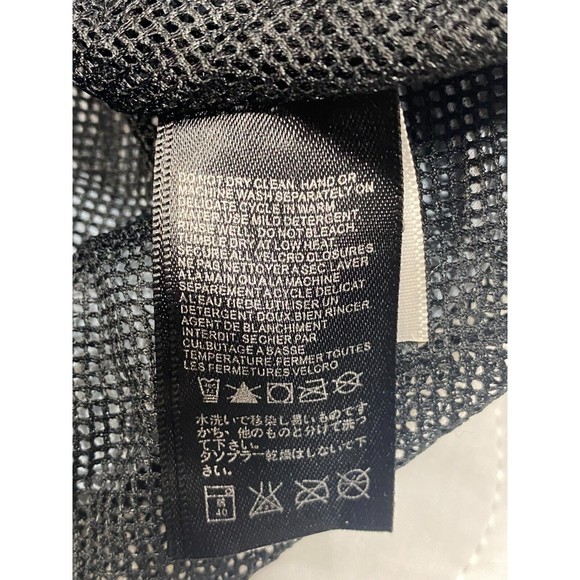 DO NOT DRY CLEAN, HAND OR
MACHINE WASH SEPARATELY ON
DELICATE CYCLE IN WARM
WATER. USE MILD DETERGENT
RINSE WELL. DO NOT BLEACH.
TUMBLE DRY AT LOW HEAT.
SECURE ALL VELCRO CLOSURES
NE PAS NETTOYER A SEC. LAVER
A LA MAIN OU A LA MACHINE
SEPAREMENT A CYCLE DELICAT
A L'EAU TIEDE. UTILISER UN
DETERGENT DOUX. BIEN RINCER
AGENT DE BLANCHIMENT
INTERDIT. SECHER PAR
CULBUTAGE A BASSE
TEMPERATURE. FERMER TOUTES
LES FERMETURES VELCRO
水洗いで移染し易いものです
から、他のものと分けて洗っ
て下さい。
タンブラー乾燥はしないで下
さい。
40